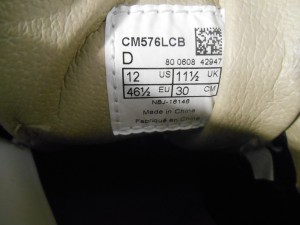 CM576LCB
D 80 0608 42947
12 US 11½ UK
46½ EU 30 CM
NBJ-16146
Made in China
Fabriqué en Chine